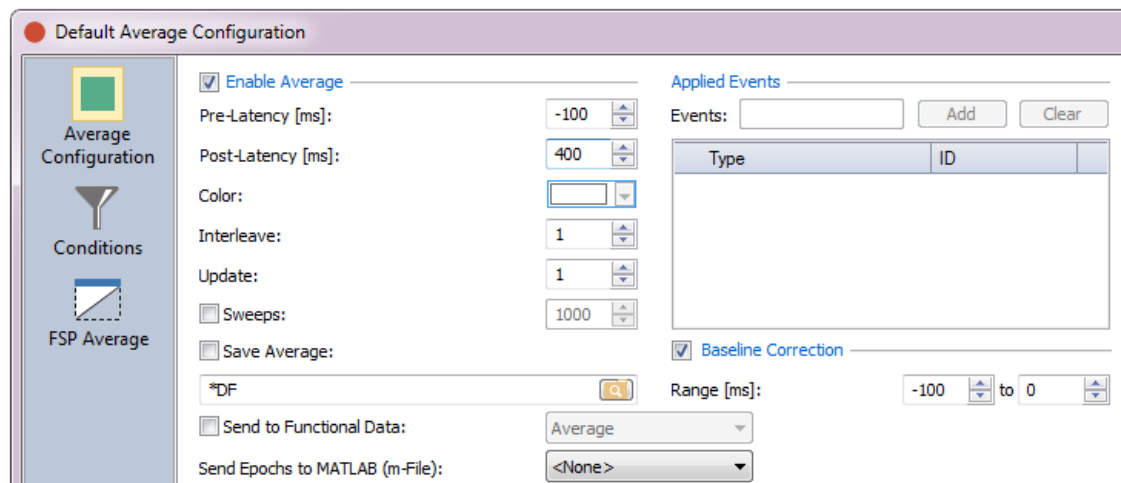 Default Average Configuration
Average
Configuration
Conditions
FSP Average
Enable Average
Pre-Latency [ms]: -100
Post-Latency [ms]: 400
Color:
Interleave: 1
Update: 1
Sweeps: 1000
Save Average:
*DF
Send to Functional Data: Average
Send Epochs to MATLAB (m-File): <None>
Applied Events
Events: Add Clear
Type ID
Baseline Correction
Range [ms]: -100 to 0